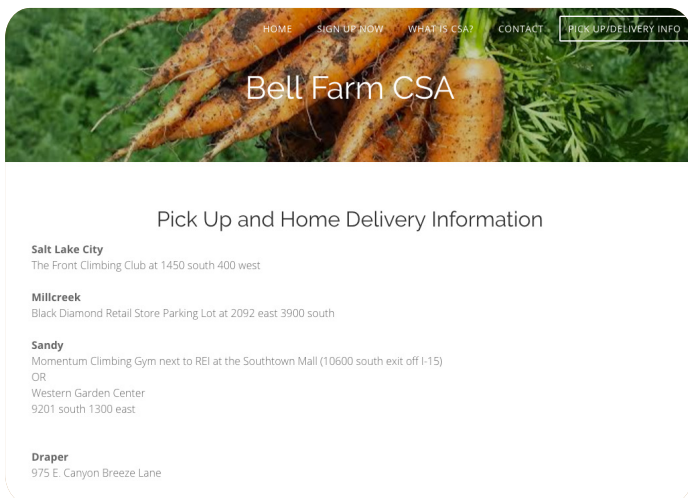 HOME SIGN UP NOW WHAT IS CSA? CONTACT PICK UP/DELIVERY INFO
Bell Farm CSA
Pick Up and Home Delivery Information
Salt Lake City
The Front Climbing Club at 1450 south 400 west
Millcreek
Black Diamond Retail Store Parking Lot at 2092 east 3900 south
Sandy
Momentum Climbing Gym next to REI at the Southtown Mall (10600 south exit off I-15)
OR
Western Garden Center
9201 south 1300 east
Draper
975 E. Canyon Breeze Lane